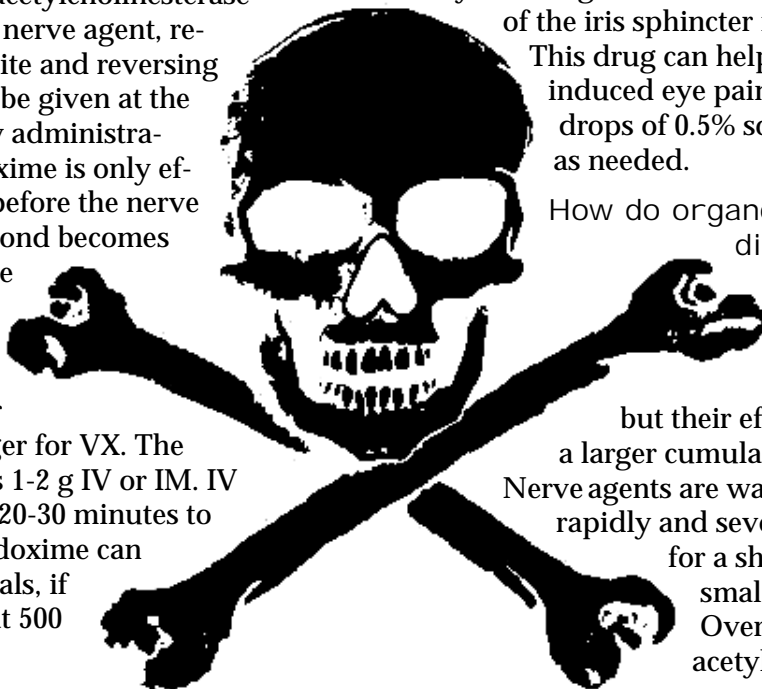 acetylcholinesterase
nerve agent, re-
ite and reversing
be given at the
administra-
xime is only ef-
before the nerve
ond becomes
e
ger for VX. The
s 1-2 g IV or IM. IV
20-30 minutes to
doxime can
als, if
t 500
of the iris sphincter
This drug can help
induced eye pain
drops of 0.5% so
as needed.
How do organo
di
but their ef
a larger cumula
Nerve agents are wa
rapidly and seve
for a sh
smal
Over
acetyl